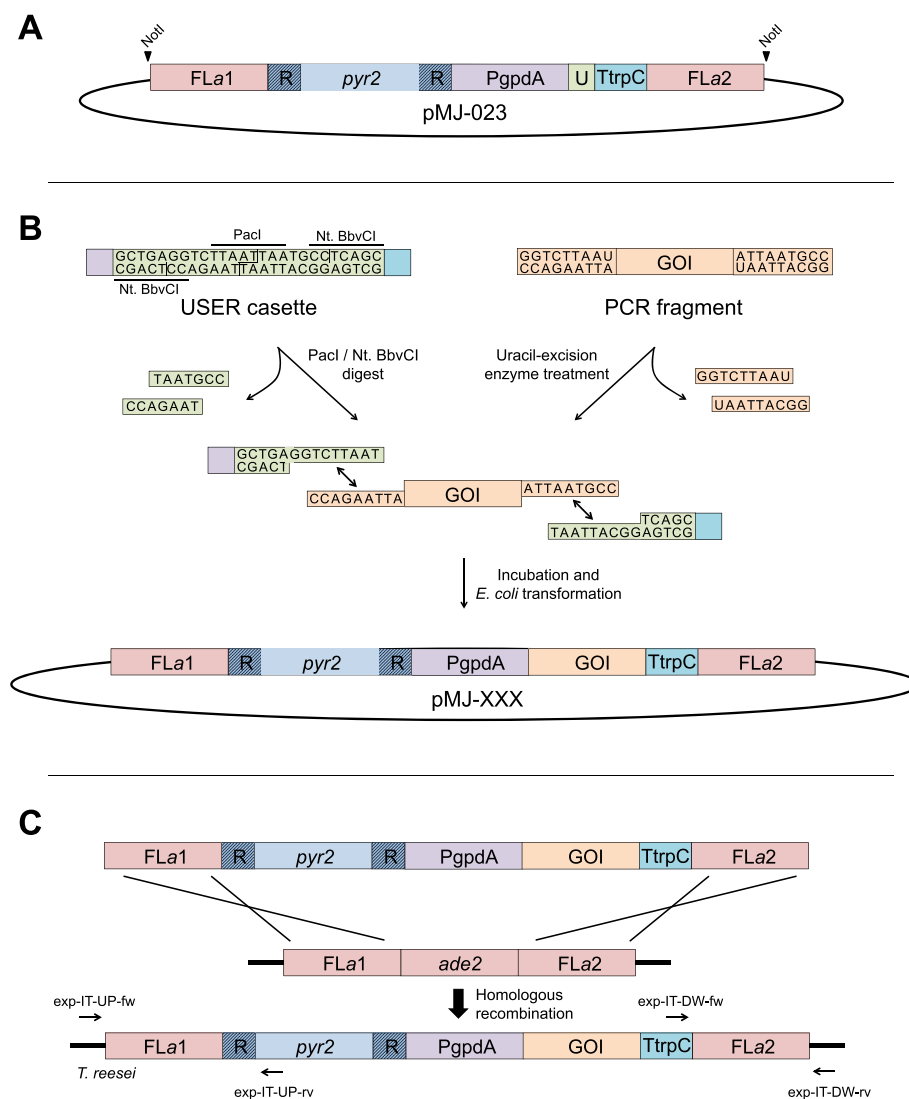 A
NotI
NotI
FLa1 R pyr2 R PgpdA U TtrpC FLa2
pMJ-023
B
PacI
Nt. BbvCI
GCTGAGGTCTTAATTAATGCCTCAGC
CGACTCCAGAATTAATTACGGAGTCG
Nt. BbvCI
USER casette
GGTCTTAAU GOI ATTAATGCC
CCAGAATTA UAATTACGG
PCR fragment
PacI / Nt. BbvCI
digest
Uracil-excision
enzyme treatment
TAATGCC
CCAGAAT
GGTCTTAAU
UAATTACGG
GCTGAGGTCTTAAT
CGACT
CCAGAATTA GOI ATTAATGCC
TCAGC
TAATTACGGAGTCG
Incubation and
E. coli transformation
FLa1 R pyr2 R PgpdA GOI TtrpC FLa2
pMJ-XXX
C
FLa1 R pyr2 R PgpdA GOI TtrpC FLa2
FLa1 ade2 FLa2
Homologous
recombination
exp-IT-UP-fw
exp-IT-DW-fw
FLa1 R pyr2 R PgpdA GOI TtrpC FLa2
T. reesei
exp-IT-UP-rv
exp-IT-DW-rv